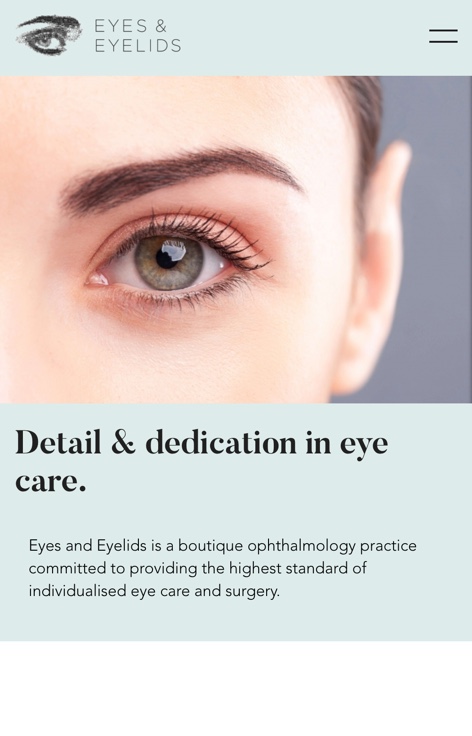 EYES &
EYELIDS
Detail & dedication in eye
care.
Eyes and Eyelids is a boutique ophthalmology practice
committed to providing the highest standard of
individualised eye care and surgery.